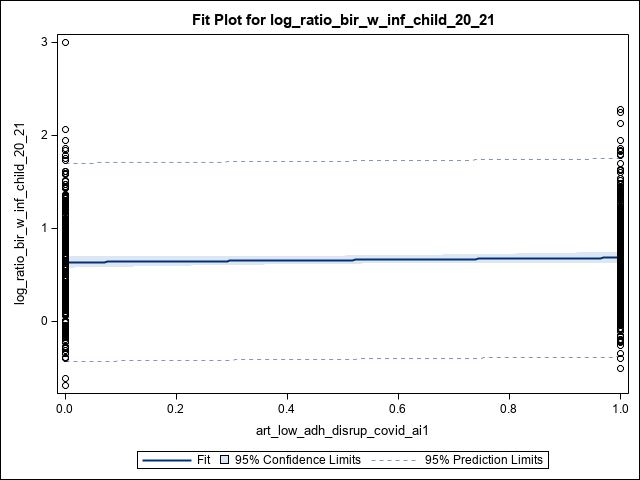 Fit Plot for log_ratio_bir_w_inf_child_20_21
log_ratio_bir_w_inf_child_20_21
3
2
1
0
0.0 0.2 0.4 0.6 0.8 1.0
art_low_adh_disrup_covid_ai1
Fit 95% Confidence Limits 95% Prediction Limits